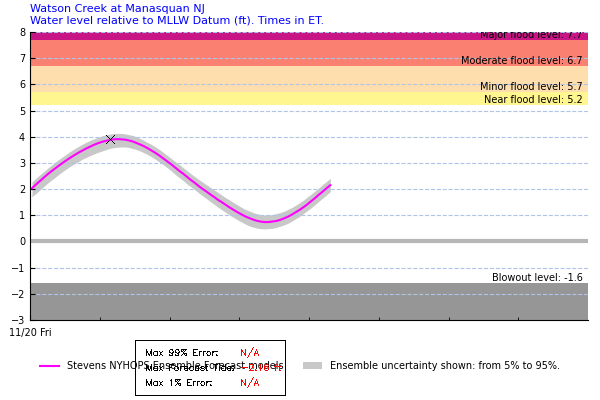 Watson Creek at Manasquan NJ
Water level relative to MLLW Datum (ft). Times in ET.
8
Major flood level: 7.7
7
Moderate flood level: 6.7
6
Minor flood level: 5.7
Near flood level: 5.2
5
4
3
2
1
0
−1
Blowout level: -1.6
−2
−3
11/20 Fri
Max 99% Error: N/A
Stevens NYHOPS Ensemble Forecast models
Max Forecast Tide:
Ensemble uncertainty shown: from 5% to 95%.
Max 1% Error: N/A